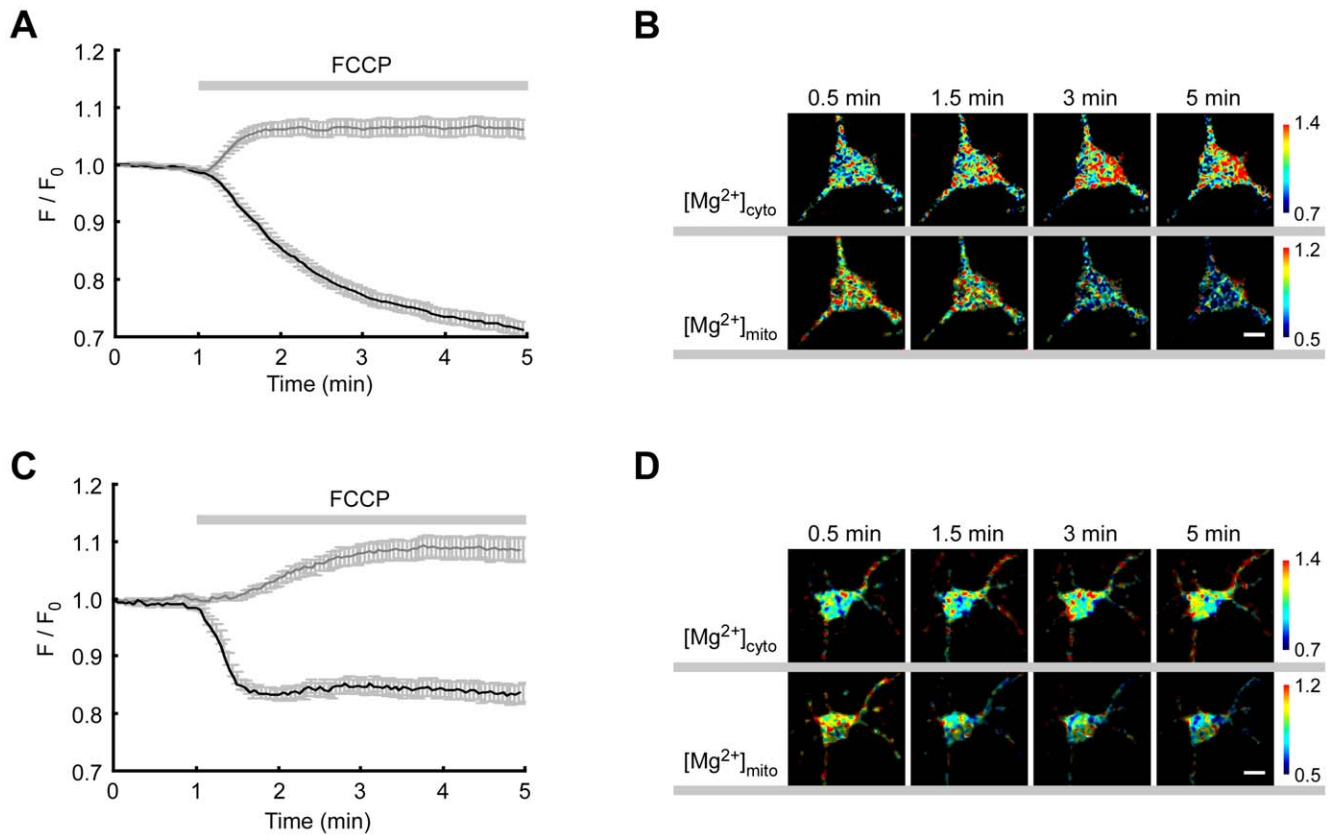 A
1.2
1.1
1.0
0.9
0.8
0.7
F / F0
FCCP
0 1 2 3 4 5
Time (min)
B
0.5 min 1.5 min 3 min 5 min
[Mg2+]cyto
1.4
0.7
[Mg2+]mito
1.2
0.5
C
1.2
1.1
1.0
0.9
0.8
0.7
F / F0
FCCP
0 1 2 3 4 5
Time (min)
D
0.5 min 1.5 min 3 min 5 min
[Mg2+]cyto
1.4
0.7
[Mg2+]mito
1.2
0.5